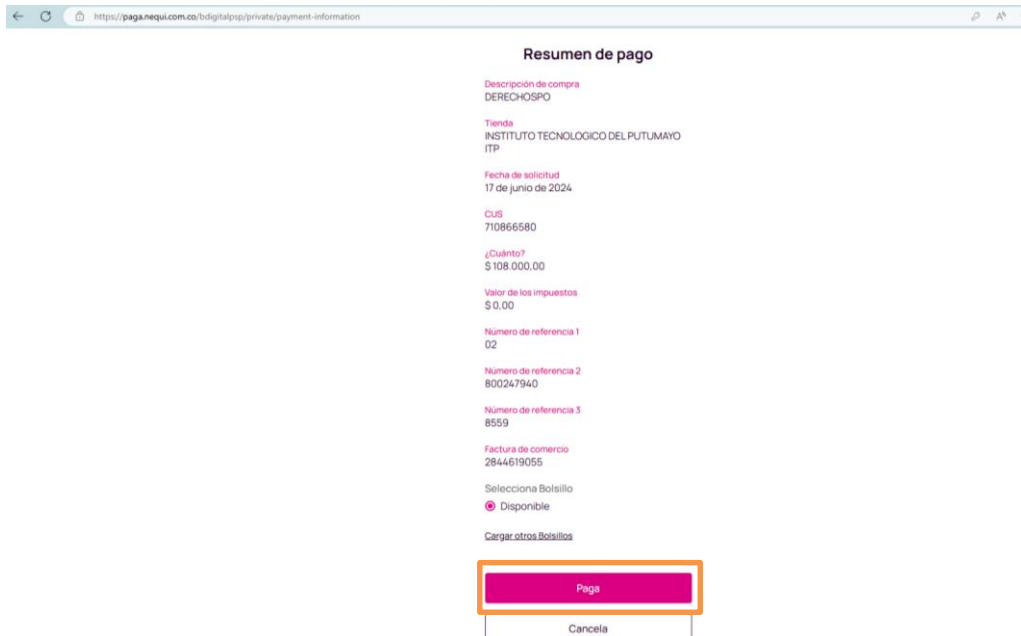 https://paga.nequi.com.co/bdigitalpsp/private/payment-information
Resumen de pago
Descripción de compra
DERECHOSPO
Tienda
INSTITUTO TECNOLOGICO DEL PUTUMAYO
ITP
Fecha de solicitud
17 de junio de 2024
CUS
710866580
¿Cuánto?
$ 108.000,00
Valor de los impuestos
$ 0,00
Número de referencia 1
02
Número de referencia 2
800247940
Número de referencia 3
8559
Factura de comercio
2844619055
Selecciona Bolsillo
Disponible
Cargar otros Bolsillos
Paga
Cancela